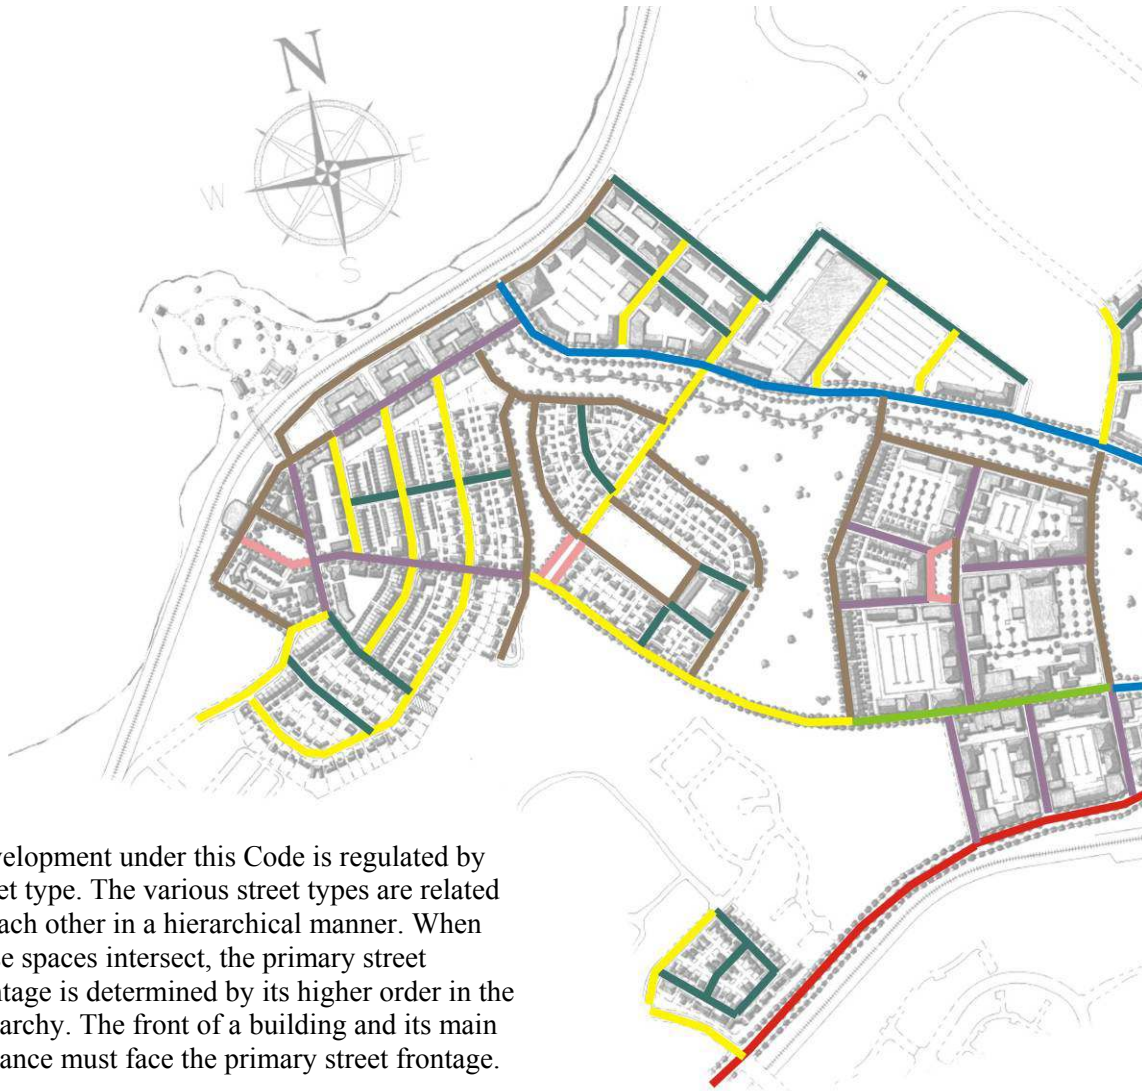 N
E
W
S
velopment under this Code is regulated by
et type. The various street types are related
ach other in a hierarchical manner. When
e spaces intersect, the primary street
ntage is determined by its higher order in the
archy. The front of a building and its main
ance must face the primary street frontage.